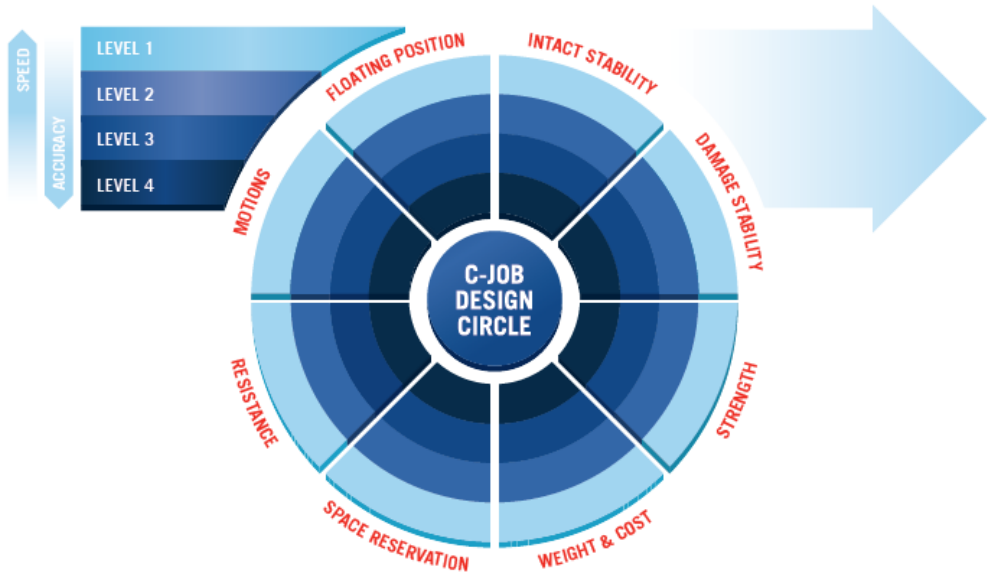 SPEED
ACCURACY
LEVEL 1
LEVEL 2
LEVEL 3
LEVEL 4
FLOATING POSITION
INTACT STABILITY
DAMAGE STABILITY
STRENGTH
WEIGHT & COST
SPACE RESERVATION
RESISTANCE
MOTIONS
C-JOB
DESIGN
CIRCLE